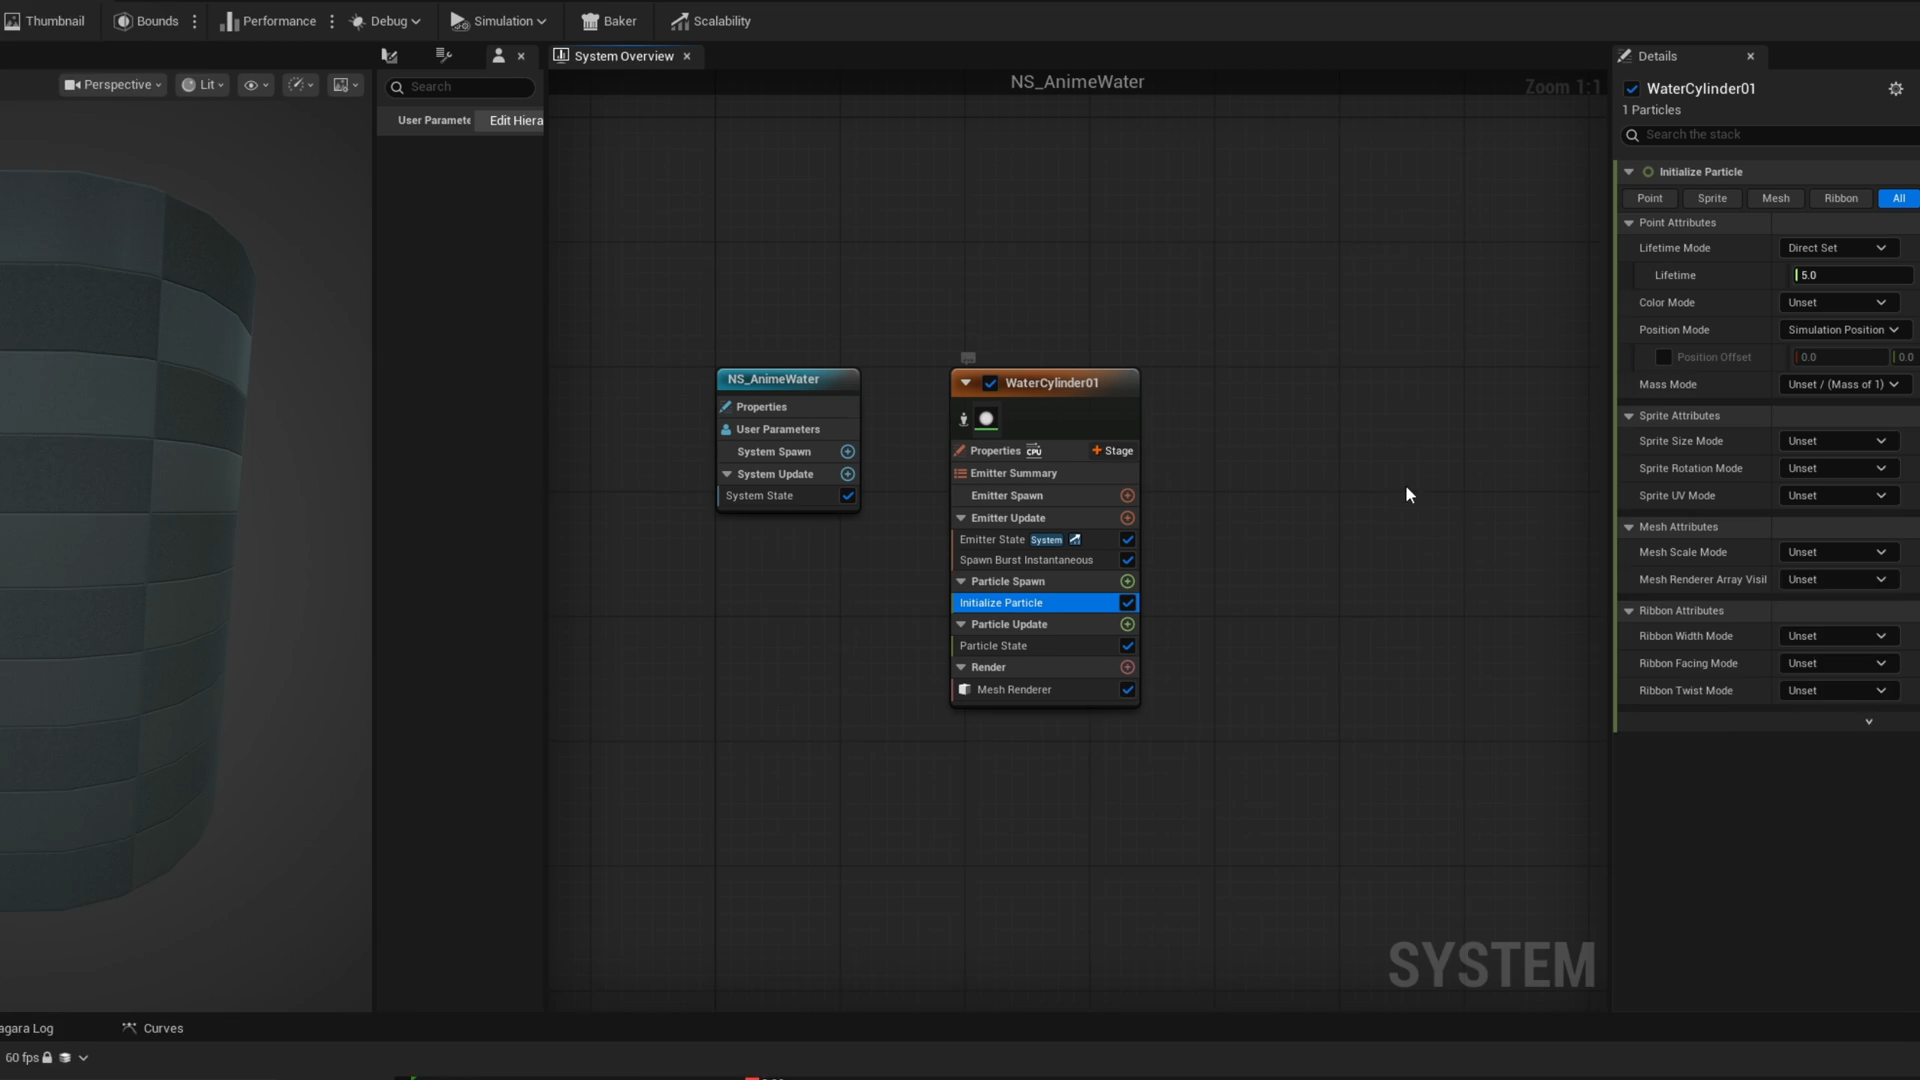 Thumbnail
Bounds
Performance
Debug
Simulation
Baker
Scalability
System Overview
Details
Perspective
Lit
Search
NS_AnimeWater
Zoom 1:1
WaterCylinder01
1 Particles
User Paramete
Edit Hiera
Search the stack
Initialize Particle
Point
Sprite
Mesh
Ribbon
All
Point Attributes
Lifetime Mode
Direct Set
Lifetime
5.0
Color Mode
Unset
Position Mode
Simulation Position
Position Offset
0.0
0.0
Mass Mode
Unset / (Mass of 1)
Sprite Attributes
Sprite Size Mode
Unset
Sprite Rotation Mode
Unset
Sprite UV Mode
Unset
Mesh Attributes
Mesh Scale Mode
Unset
Mesh Renderer Array Visil
Unset
Ribbon Attributes
Ribbon Width Mode
Unset
Ribbon Facing Mode
Unset
Ribbon Twist Mode
Unset
NS_AnimeWater
Properties
User Parameters
System Spawn
System Update
System State
WaterCylinder01
Properties
CPU
Stage
Emitter Summary
Emitter Spawn
Emitter Update
Emitter State
System
Spawn Burst Instantaneous
Particle Spawn
Initialize Particle
Particle Update
Particle State
Render
Mesh Renderer
SYSTEM
agara Log
Curves
60 fps